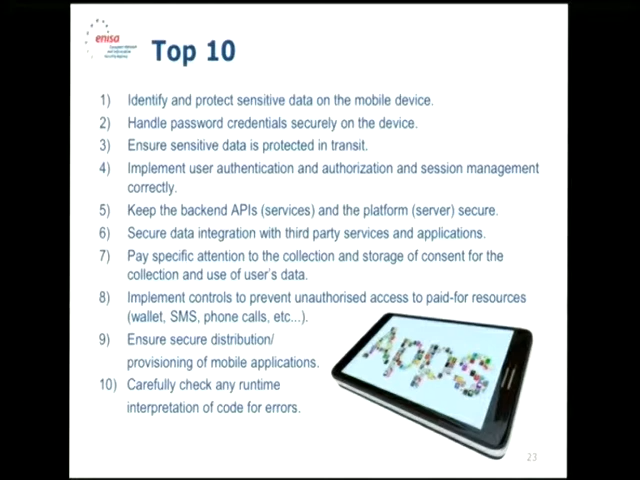 enisa
Top 10
1) Identify and protect sensitive data on the mobile device.
2) Handle password credentials securely on the device.
3) Ensure sensitive data is protected in transit.
4) Implement user authentication and authorization and session management
correctly.
5) Keep the backend APIs (services) and the platform (server) secure.
6) Secure data integration with third party services and applications.
7) Pay specific attention to the collection and storage of consent for the
collection and use of user's data.
8) Implement controls to prevent unauthorised access to paid-for resources
(wallet, SMS, phone calls, etc...).
9) Ensure secure distribution/
provisioning of mobile applications.
10) Carefully check any runtime
interpretation of code for errors.
APPS
23